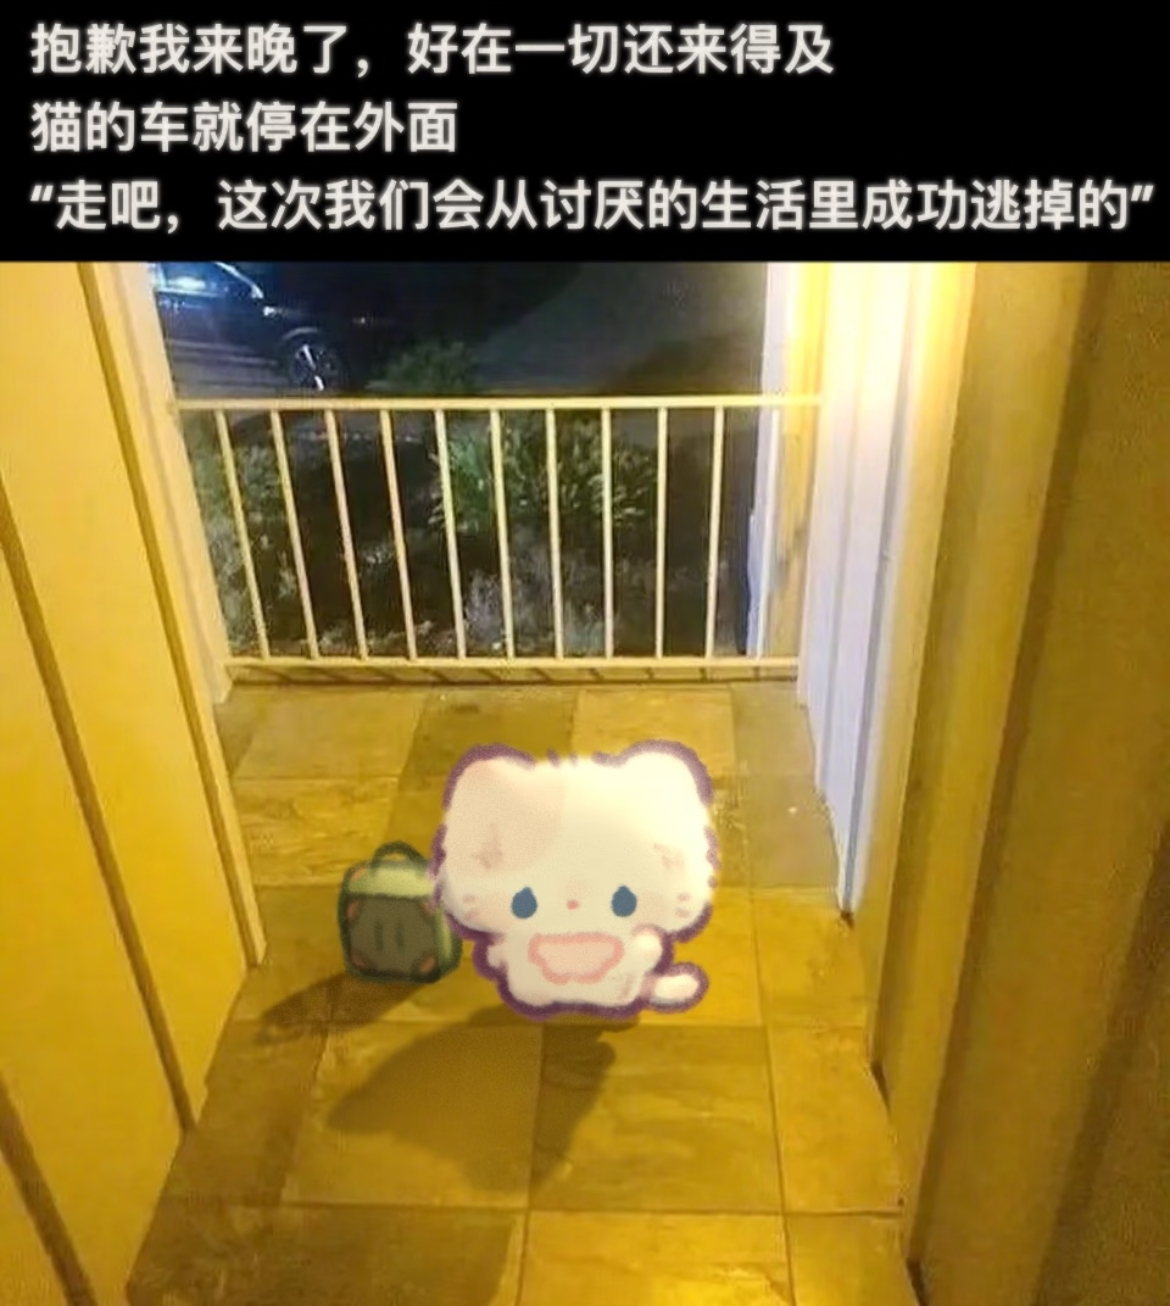 抱歉我来晚了，好在一切还来得及
猫的车就停在外面
“走吧，这次我们会从讨厌的生活里成功逃掉的”